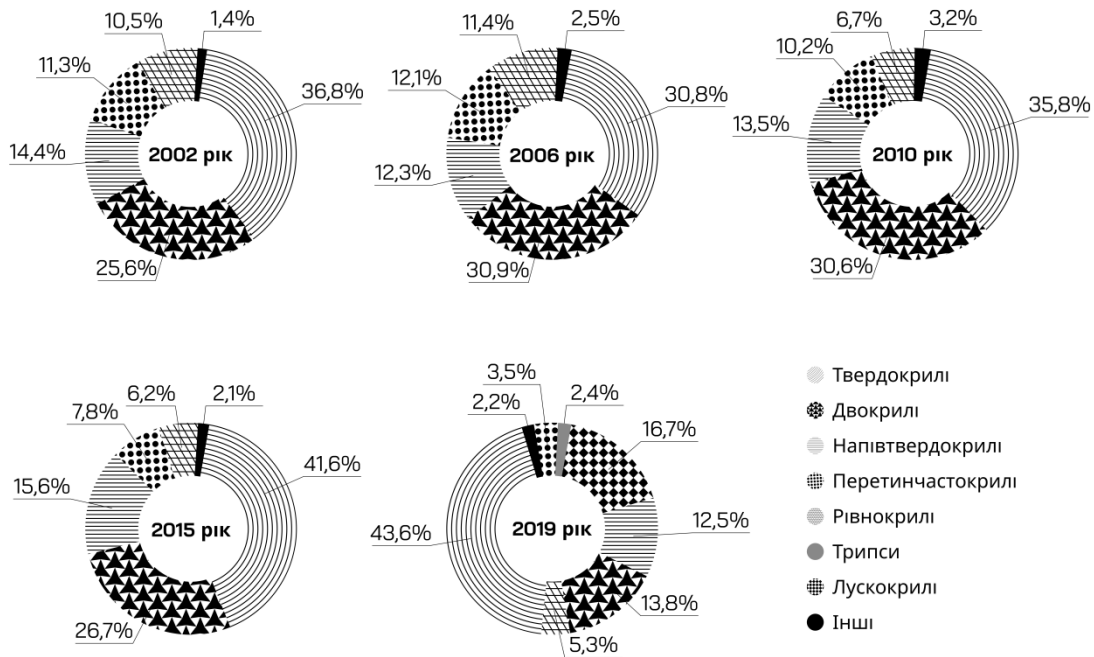 10,5%
1,4%
11,3%
36,8%
14,4%
2002 рік
25,6%
11,4%
2,5%
12,1%
30,8%
12,3%
2006 рік
30,9%
6,7%
3,2%
10,2%
35,8%
13,5%
2010 рік
30,6%
6,2%
2,1%
7,8%
41,6%
15,6%
2015 рік
26,7%
3,5%
2,2%
2,4%
16,7%
43,6%
2019 рік
12,5%
13,8%
5,3%
Твердокрилі
Двокрилі
Напівтвердокрилі
Перетинчастокрилі
Рівнокрилі
Трипси
Лускокрилі
Інші